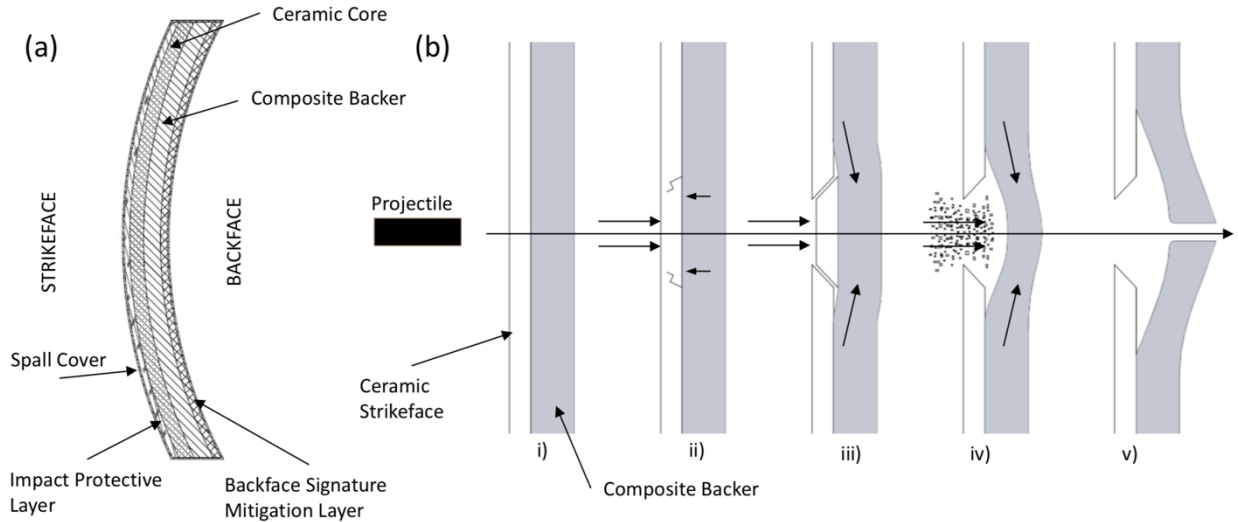 (a)
Ceramic Core
Composite Backer
STRIKEFACE
BACKFACE
Spall Cover
Impact Protective
Layer
Backface Signature
Mitigation Layer
(b)
Projectile
Ceramic
Strikeface
Composite Backer
i)
ii)
iii)
iv)
v)